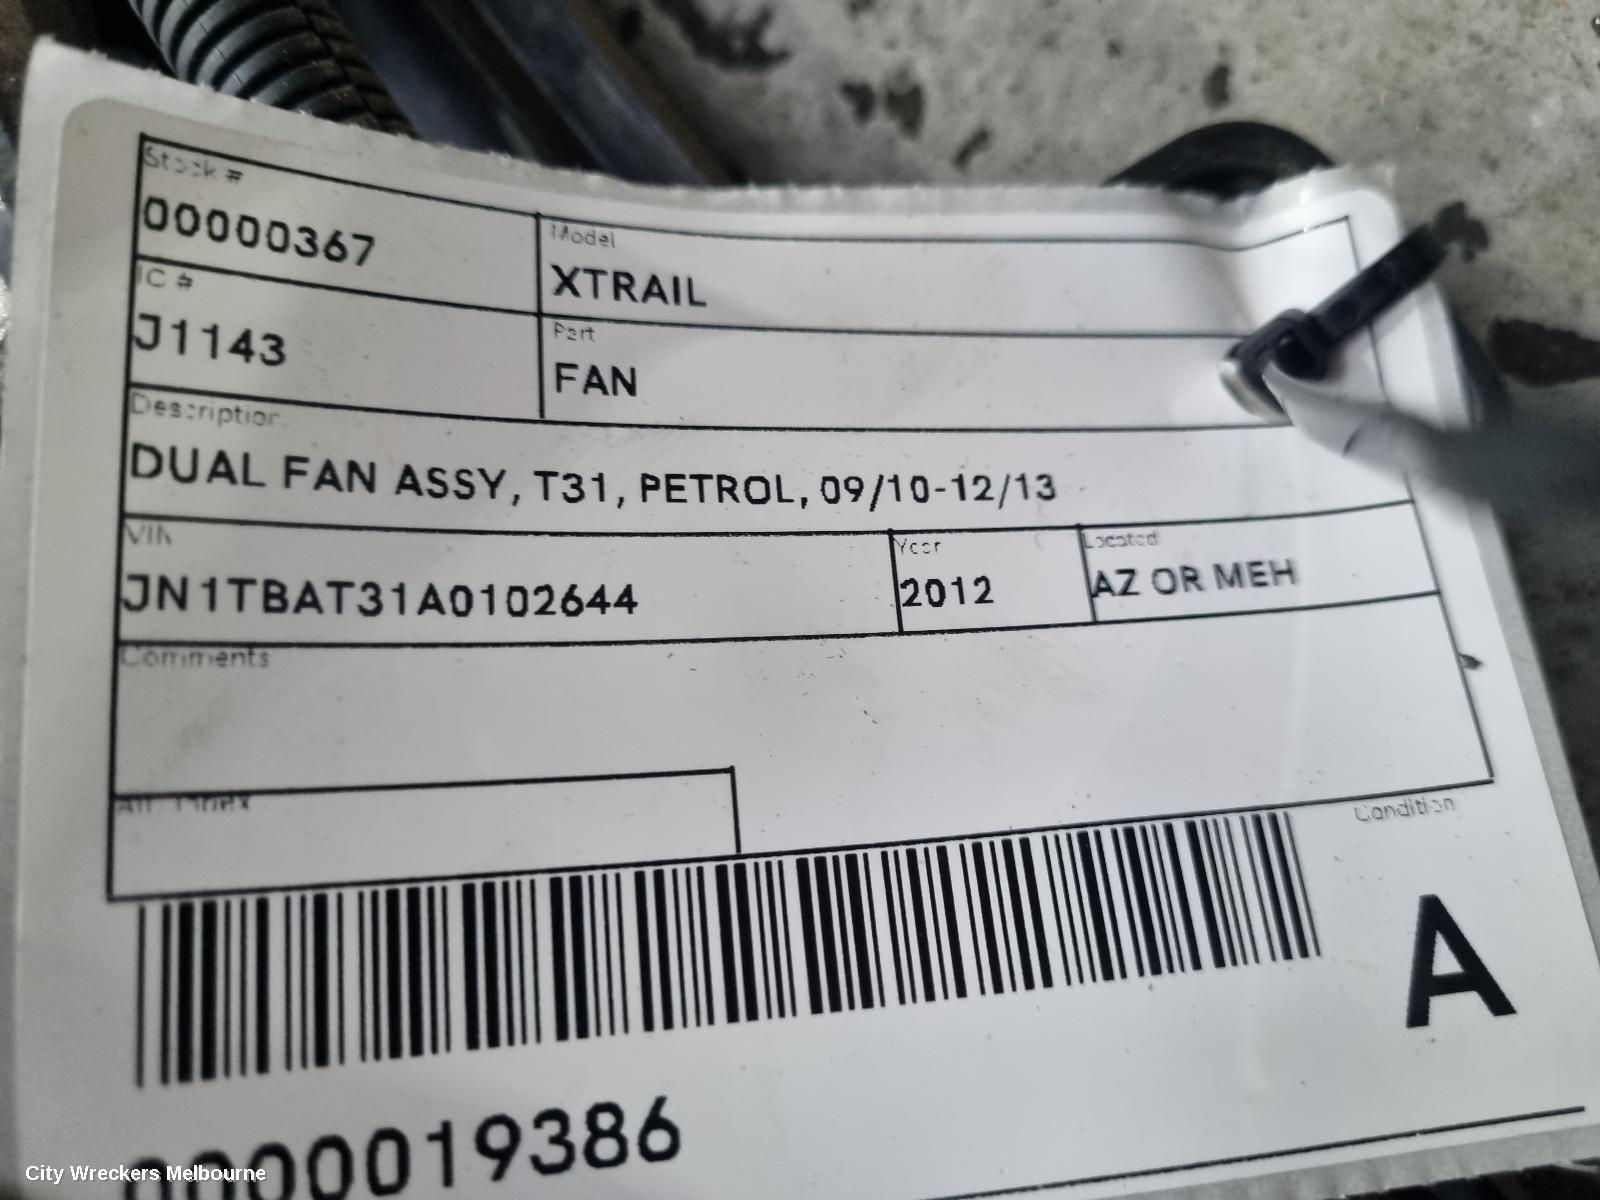 Stock #
00000367
Model
XTRAIL
IC #
J1143
Part
FAN
Description
DUAL FAN ASSY, T31, PETROL, 09/10-12/13
VIN
JN1TBAT31A0102644
Year
2012
Located
AZ OR MEH
Comments
Condition
A
0000019386
City Wreckers Melbourne